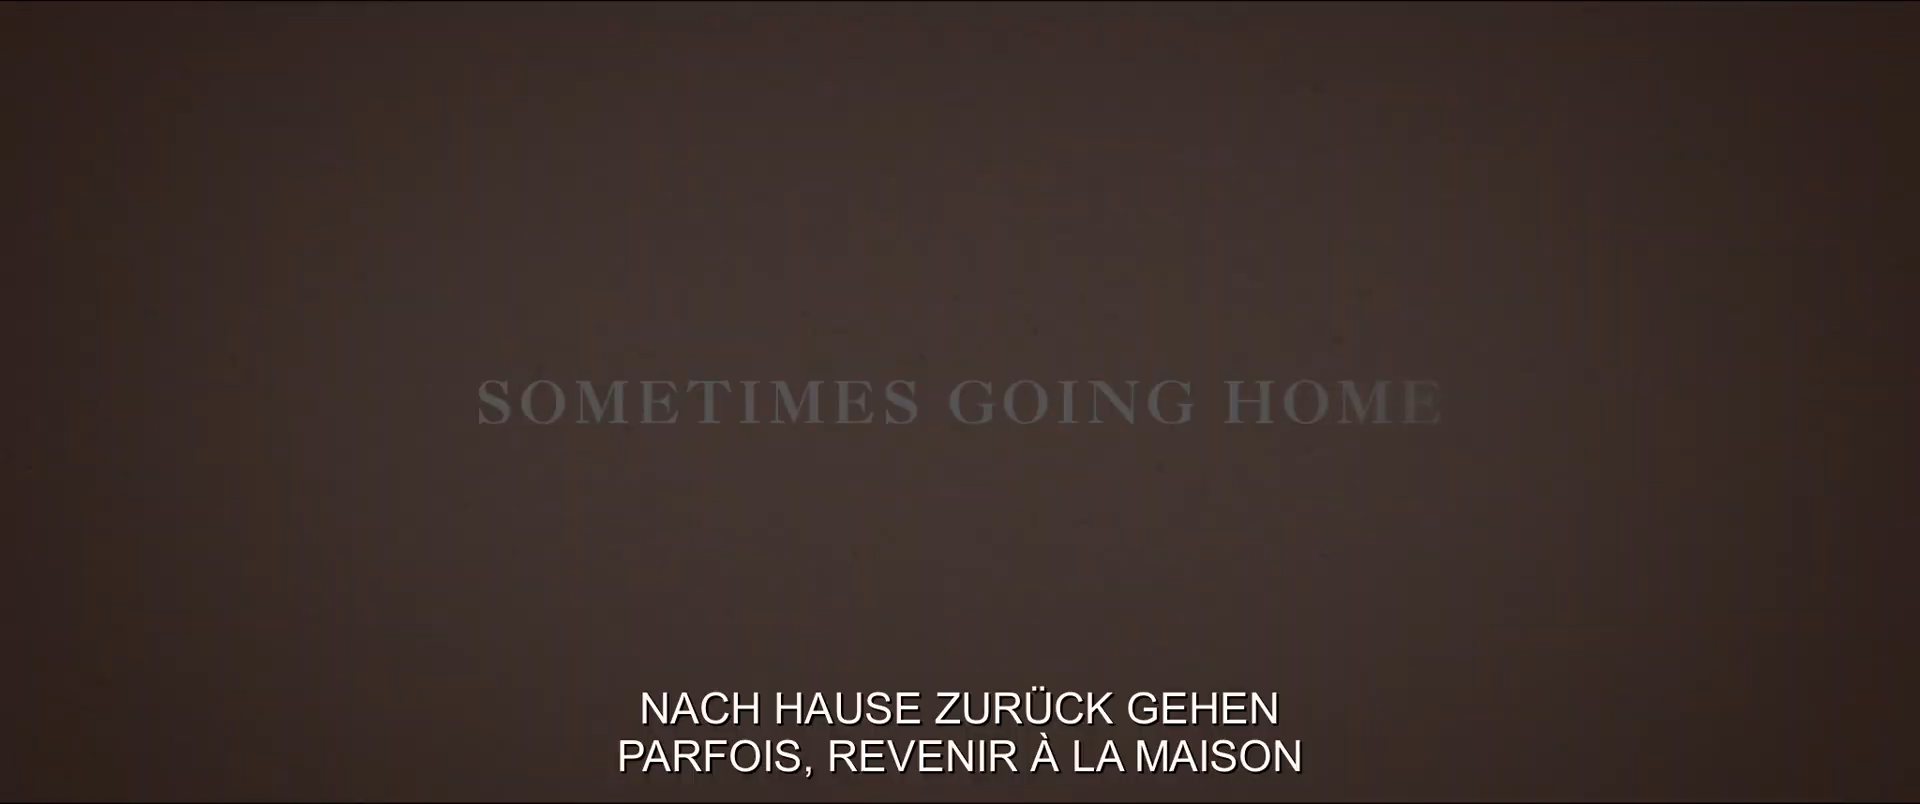 SOMETIMES GOING HOME
NACH HAUSE ZURÜCK GEHEN
PARFOIS, REVENIR À LA MAISON